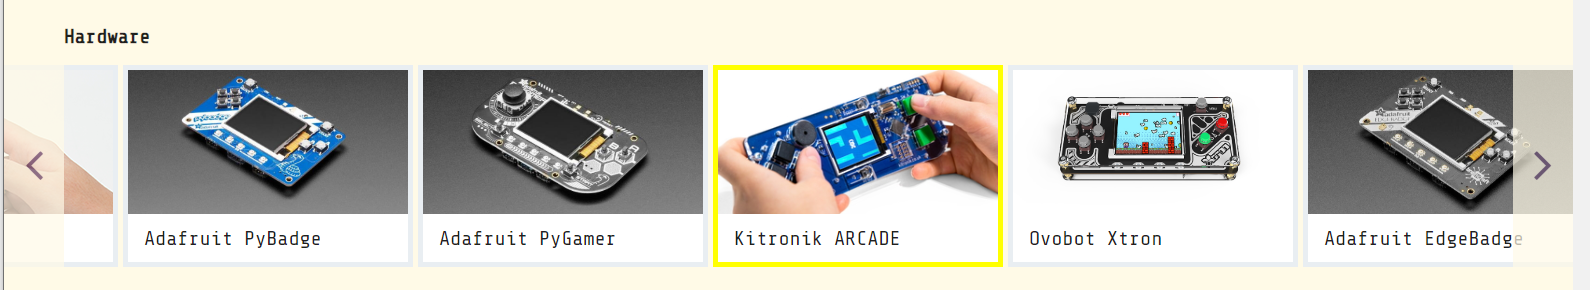 Hardware
Adafruit PyBadge
Adafruit PyGamer
Kitronik ARCADE
Ovobot Xtron
Adafruit EdgeBadge